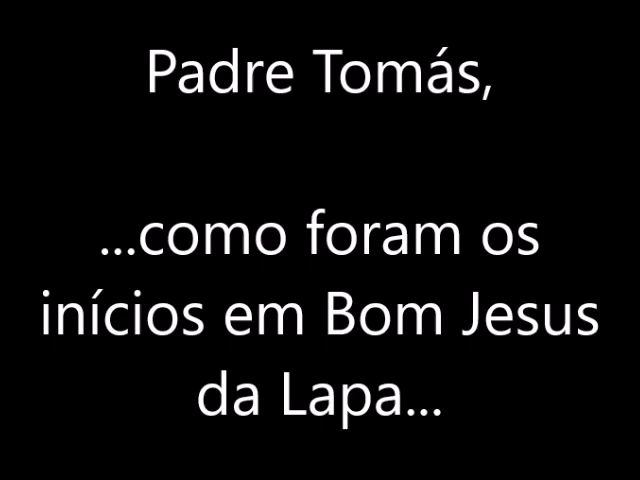 Padre Tomás,
...como foram os
inícios em Bom Jesus
da Lapa...